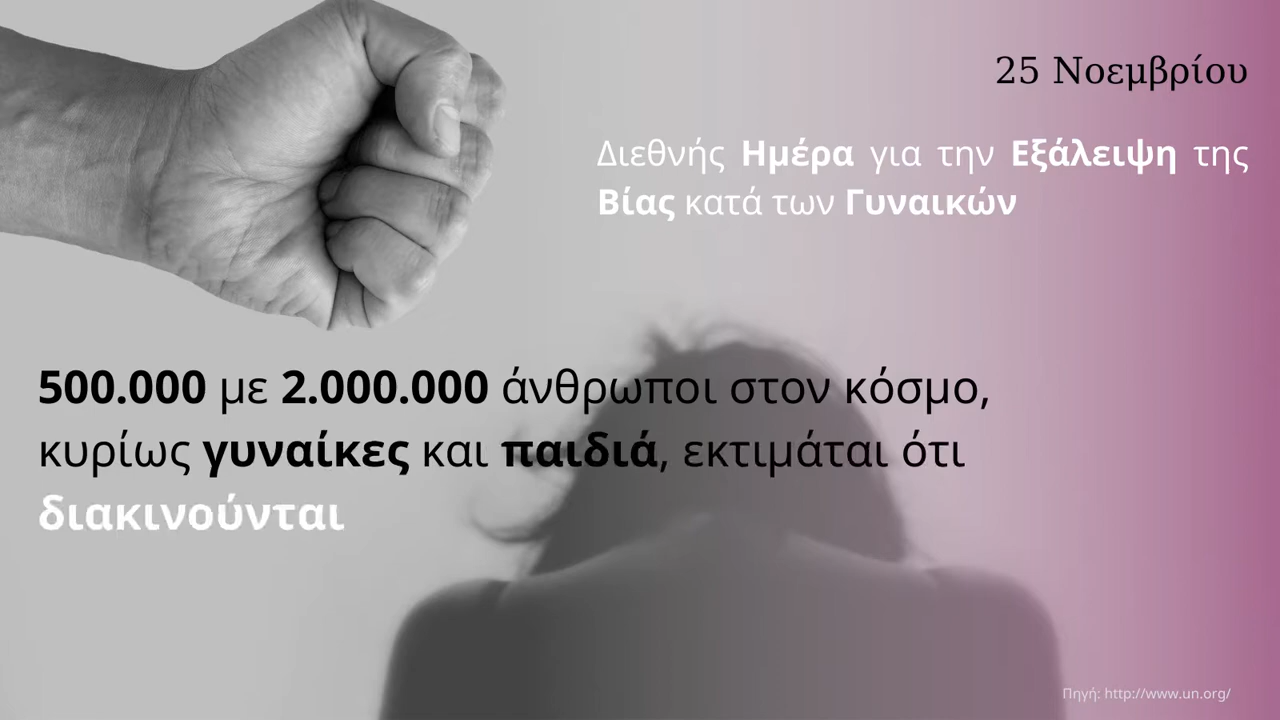 25 Νοεμβρίου
Διεθνής Ημέρα για την Εξάλειψη της
Βίας κατά των Γυναικών
500.000 με 2.000.000 άνθρωποι στον κόσμο,
κυρίως γυναίκες και παιδιά, εκτιμάται ότι
διακινούνται
Πηγή: http://www.un.org/